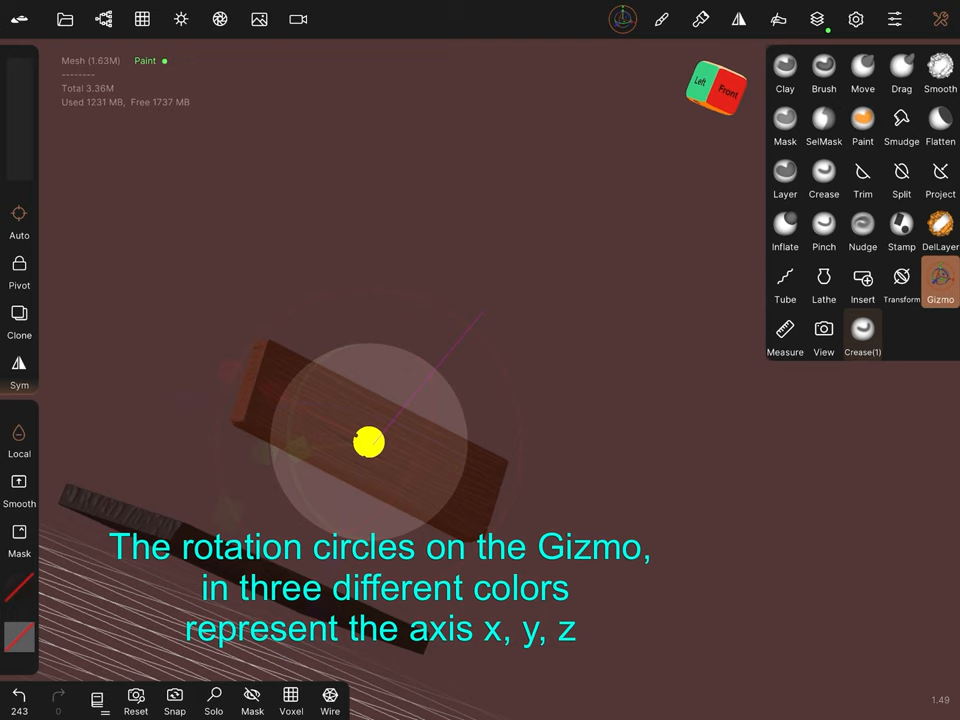 Mesh (1.63M) Paint
--------
Total 3.36M
Used 1231 MB, Free 1737 MB
Left Front
Clay Brush Move Drag Smooth
Mask SelMask Paint Smudge Flatten
Layer Crease Trim Split Project
Inflate Pinch Nudge Stamp DelLayer
Tube Lathe Insert Transform Gizmo
Measure View Crease(1)
Auto
Pivot
Clone
Sym
Local
Smooth
Mask
The rotation circles on the Gizmo,
in three different colors
represent the axis x, y, z
243 0 Reset Snap Solo Mask Voxel Wire
1.49